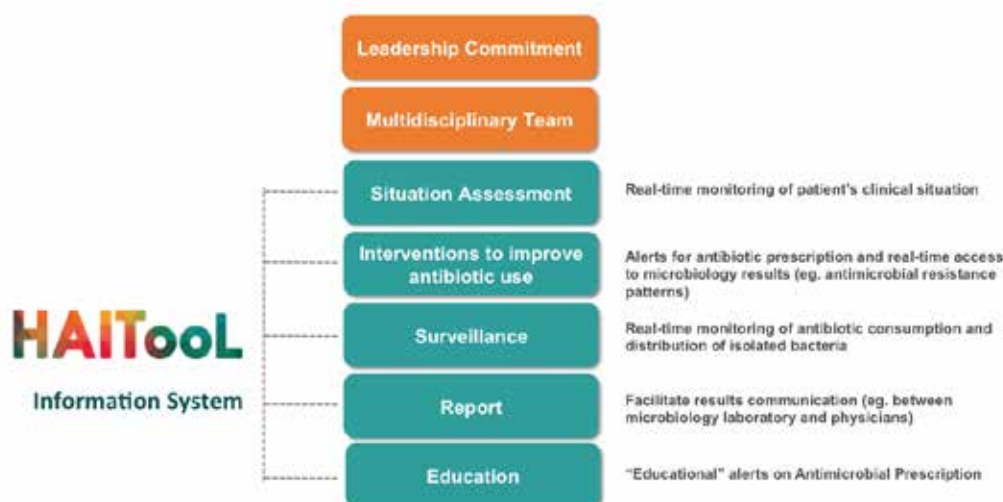 Leadership Commitment
Multidisciplinary Team
Situation Assessment
Real-time monitoring of patient's clinical situation
Interventions to improve
antibiotic use
Alerts for antibiotic prescription and real-time access
to microbiology results (eg. antimicrobial resistance
patterns)
HAITooL
Information System
Surveillance
Real-time monitoring of antibiotic consumption and
distribution of isolated bacteria
Report
Facilitate results communication (eg. between
microbiology laboratory and physicians)
Education
"Educational" alerts on Antimicrobial Prescription